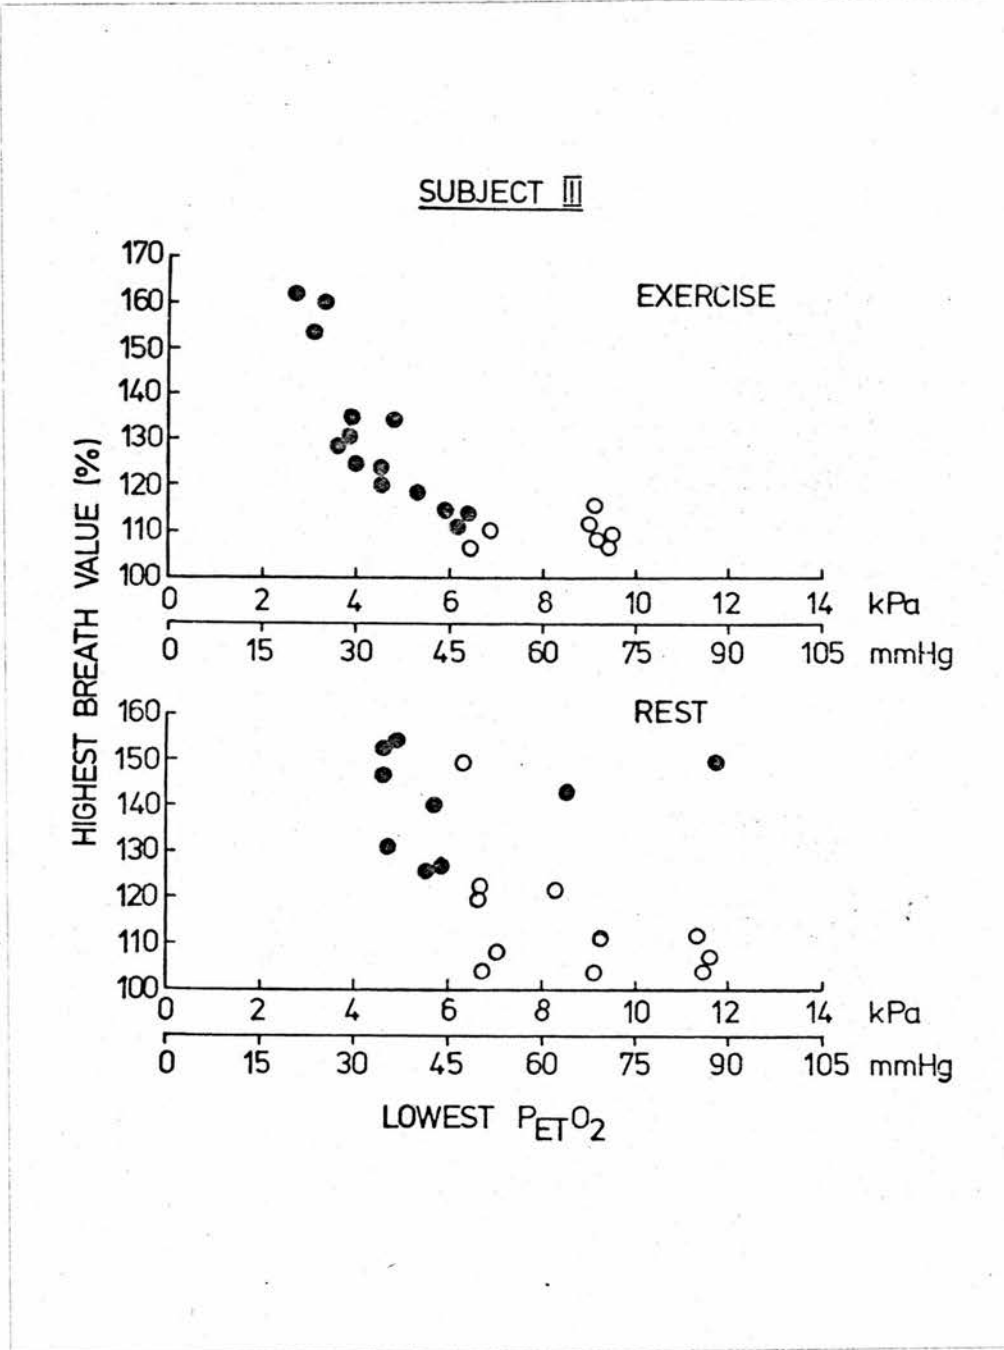 SUBJECT III
170
160
150
140
130
120
110
100
EXERCISE
0 2 4 6 8 10 12 14 kPa
0 15 30 45 60 75 90 105 mmHg
HIGHEST BREATH VALUE (%)
160
150
140
130
120
110
100
REST
0 2 4 6 8 10 12 14 kPa
0 15 30 45 60 75 90 105 mmHg
LOWEST PETO2